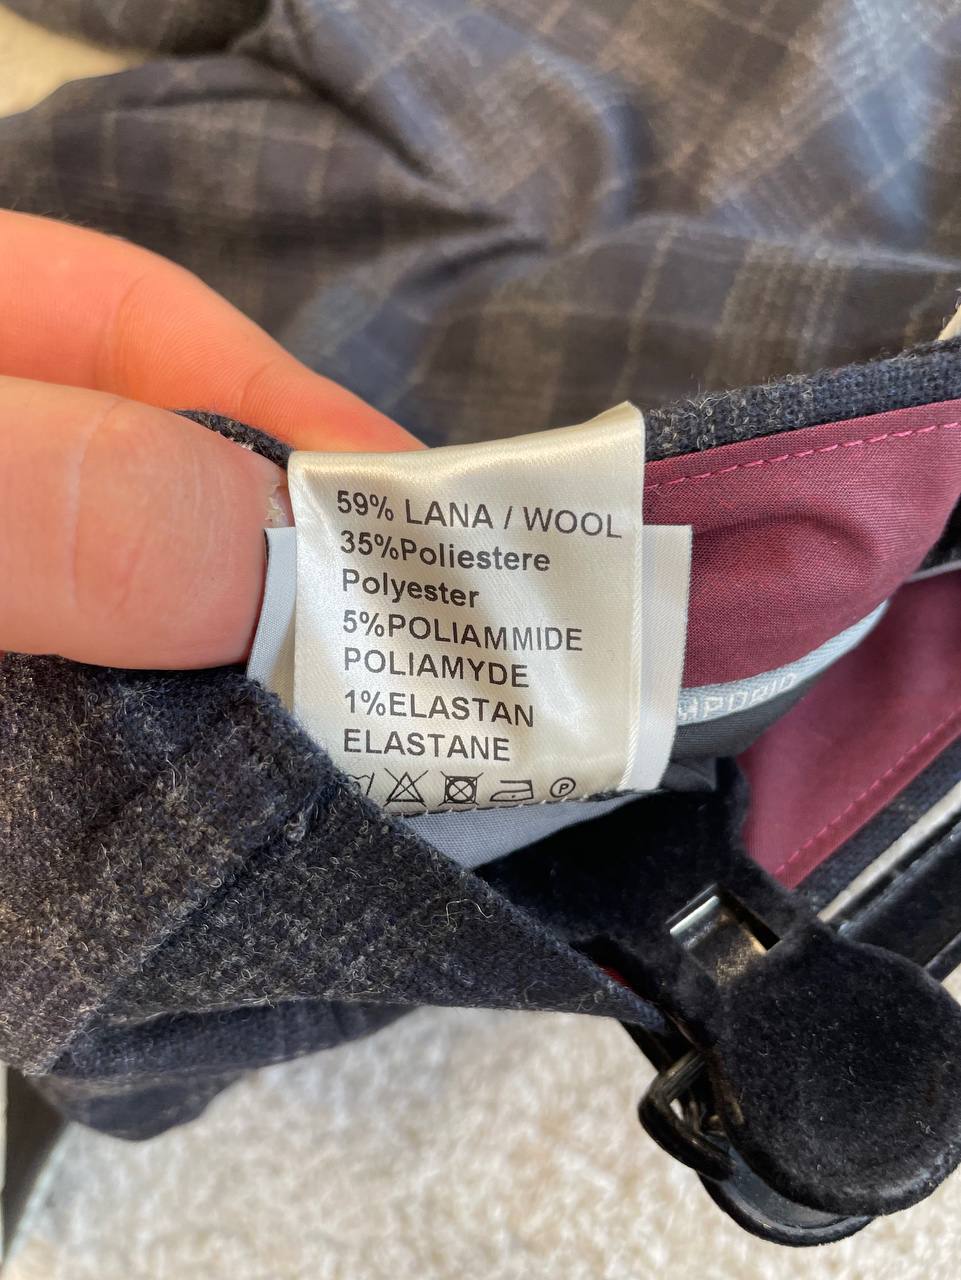 59% LANA / WOOL
35%Poliestere
Polyester
5%POLIAMMIDE
POLIAMYDE
1%ELASTAN
ELASTANE
P